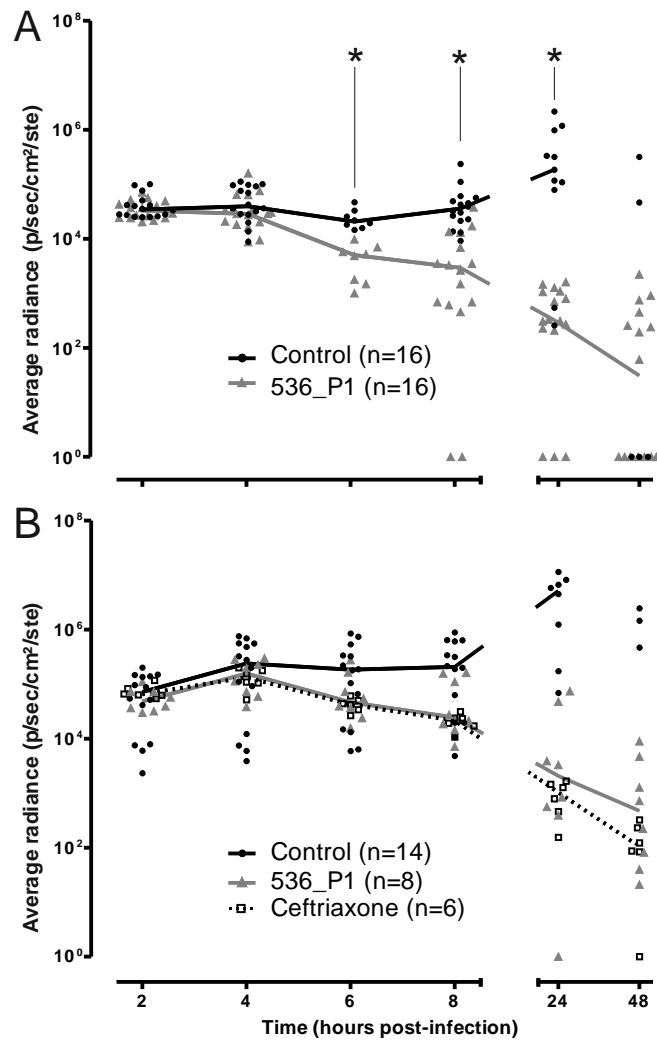 A
Average radiance (p/sec/cm²/ste)
10⁸
10⁶
10⁴
10²
10⁰
* * *
Control (n=16)
536_P1 (n=16)
B
Average radiance (p/sec/cm²/ste)
10⁸
10⁶
10⁴
10²
10⁰
Control (n=14)
536_P1 (n=8)
Ceftriaxone (n=6)
2 4 6 8 24 48
Time (hours post-infection)